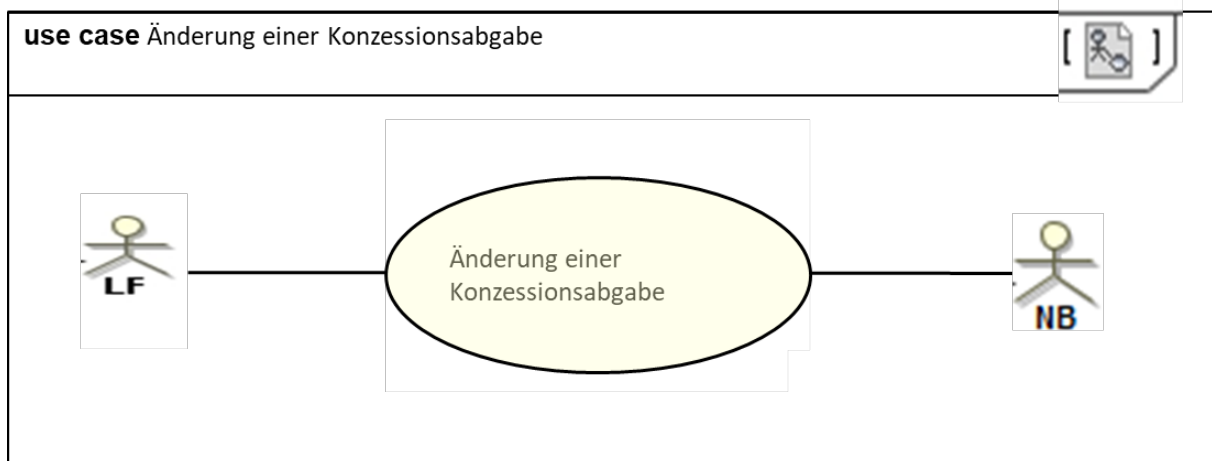 use case Änderung einer Konzessionsabgabe
[ ]
Änderung einer
Konzessionsabgabe
LF
NB